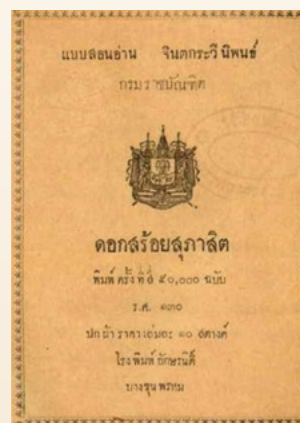 แบบสอนอ่าน จินตกระวีนิพนธ์
กรมราชบัณฑิต
ดอกสร้อยสุภาสิต
พิมพ์ ครั้ง ที่ ๕๐,๐๐๐ ฉบับ
ร.ศ. ๑๓๐
ปก ผ้า ราคา เล่มละ ๑๐ สตางค์
โรงพิมพ์ อักษรนิติ์
บางขุนพรหม